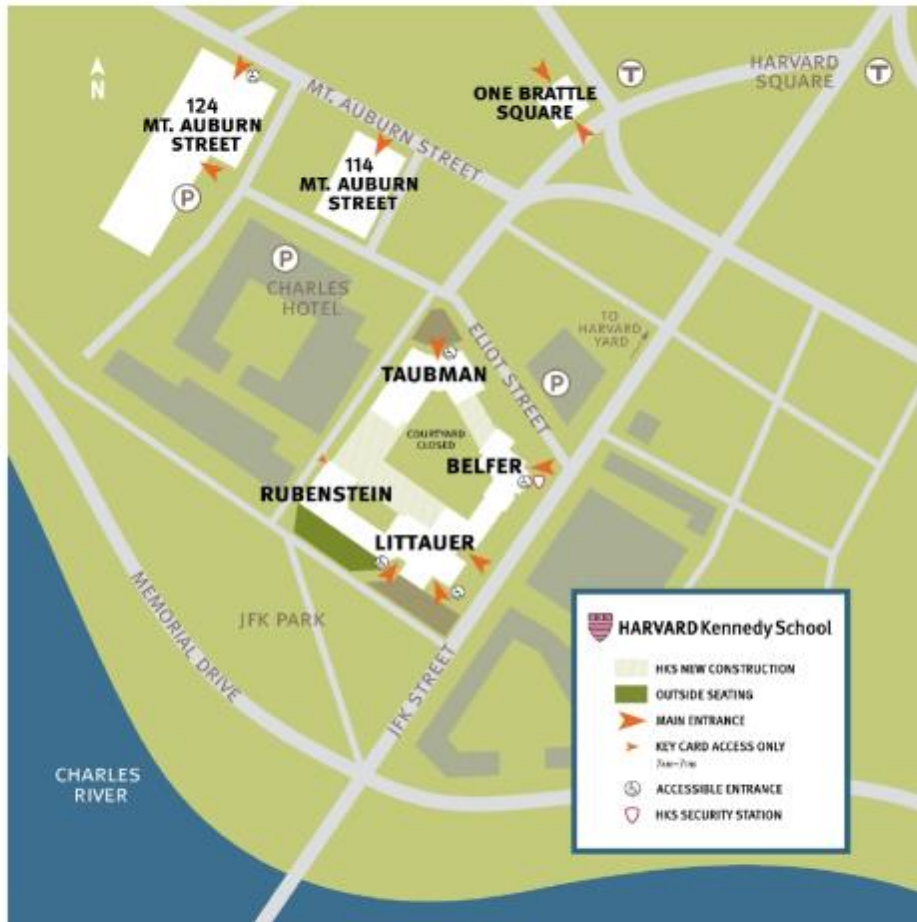 N
124
MT. AUBURN
STREET
P
MT. AUBURN STREET
114
MT. AUBURN
STREET
ONE BRATTLE
SQUARE
T
HARVARD
SQUARE
T
P
CHARLES
HOTEL
ELIOT STREET
TO
HARVARD
YARD
P
TAUBMAN
COURTYARD
CLOSED
BELFER
RUBENSTEIN
LITTAUER
MEMORIAL DRIVE
JFK PARK
JFK STREET
CHARLES
RIVER
HARVARD Kennedy School
HKS NEW CONSTRUCTION
OUTSIDE SEATING
MAIN ENTRANCE
KEY CARD ACCESS ONLY
7AM–7PM
ACCESSIBLE ENTRANCE
HKS SECURITY STATION